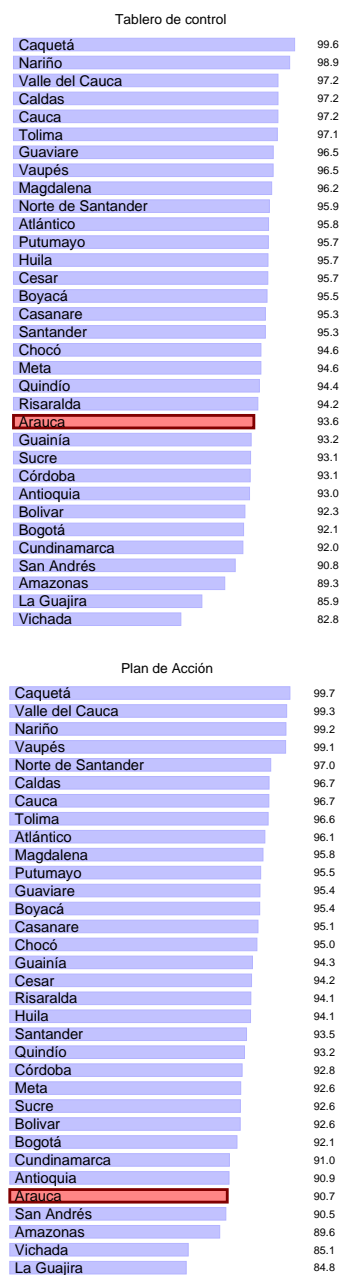 Tablero de control
Caquetá 99.6
Nariño 98.9
Valle del Cauca 97.2
Caldas 97.2
Cauca 97.2
Tolima 97.1
Guaviare 96.5
Vaupés 96.5
Magdalena 96.2
Norte de Santander 95.9
Atlántico 95.8
Putumayo 95.7
Huila 95.7
Cesar 95.7
Boyacá 95.5
Casanare 95.3
Santander 95.3
Chocó 94.6
Meta 94.6
Quindío 94.4
Risaralda 94.2
Arauca 93.6
Guainía 93.2
Sucre 93.1
Córdoba 93.1
Antioquia 93.0
Bolivar 92.3
Bogotá 92.1
Cundinamarca 92.0
San Andrés 90.8
Amazonas 89.3
La Guajira 85.9
Vichada 82.8
Plan de Acción
Caquetá 99.7
Valle del Cauca 99.3
Nariño 99.2
Vaupés 99.1
Norte de Santander 97.0
Caldas 96.7
Cauca 96.7
Tolima 96.6
Atlántico 96.1
Magdalena 95.8
Putumayo 95.5
Guaviare 95.4
Boyacá 95.4
Casanare 95.1
Chocó 95.0
Guainía 94.3
Cesar 94.2
Risaralda 94.1
Huila 94.1
Santander 93.5
Quindío 93.2
Córdoba 92.8
Meta 92.6
Sucre 92.6
Bolivar 92.6
Bogotá 92.1
Cundinamarca 91.0
Antioquia 90.9
Arauca 90.7
San Andrés 90.5
Amazonas 89.6
Vichada 85.1
La Guajira 84.8